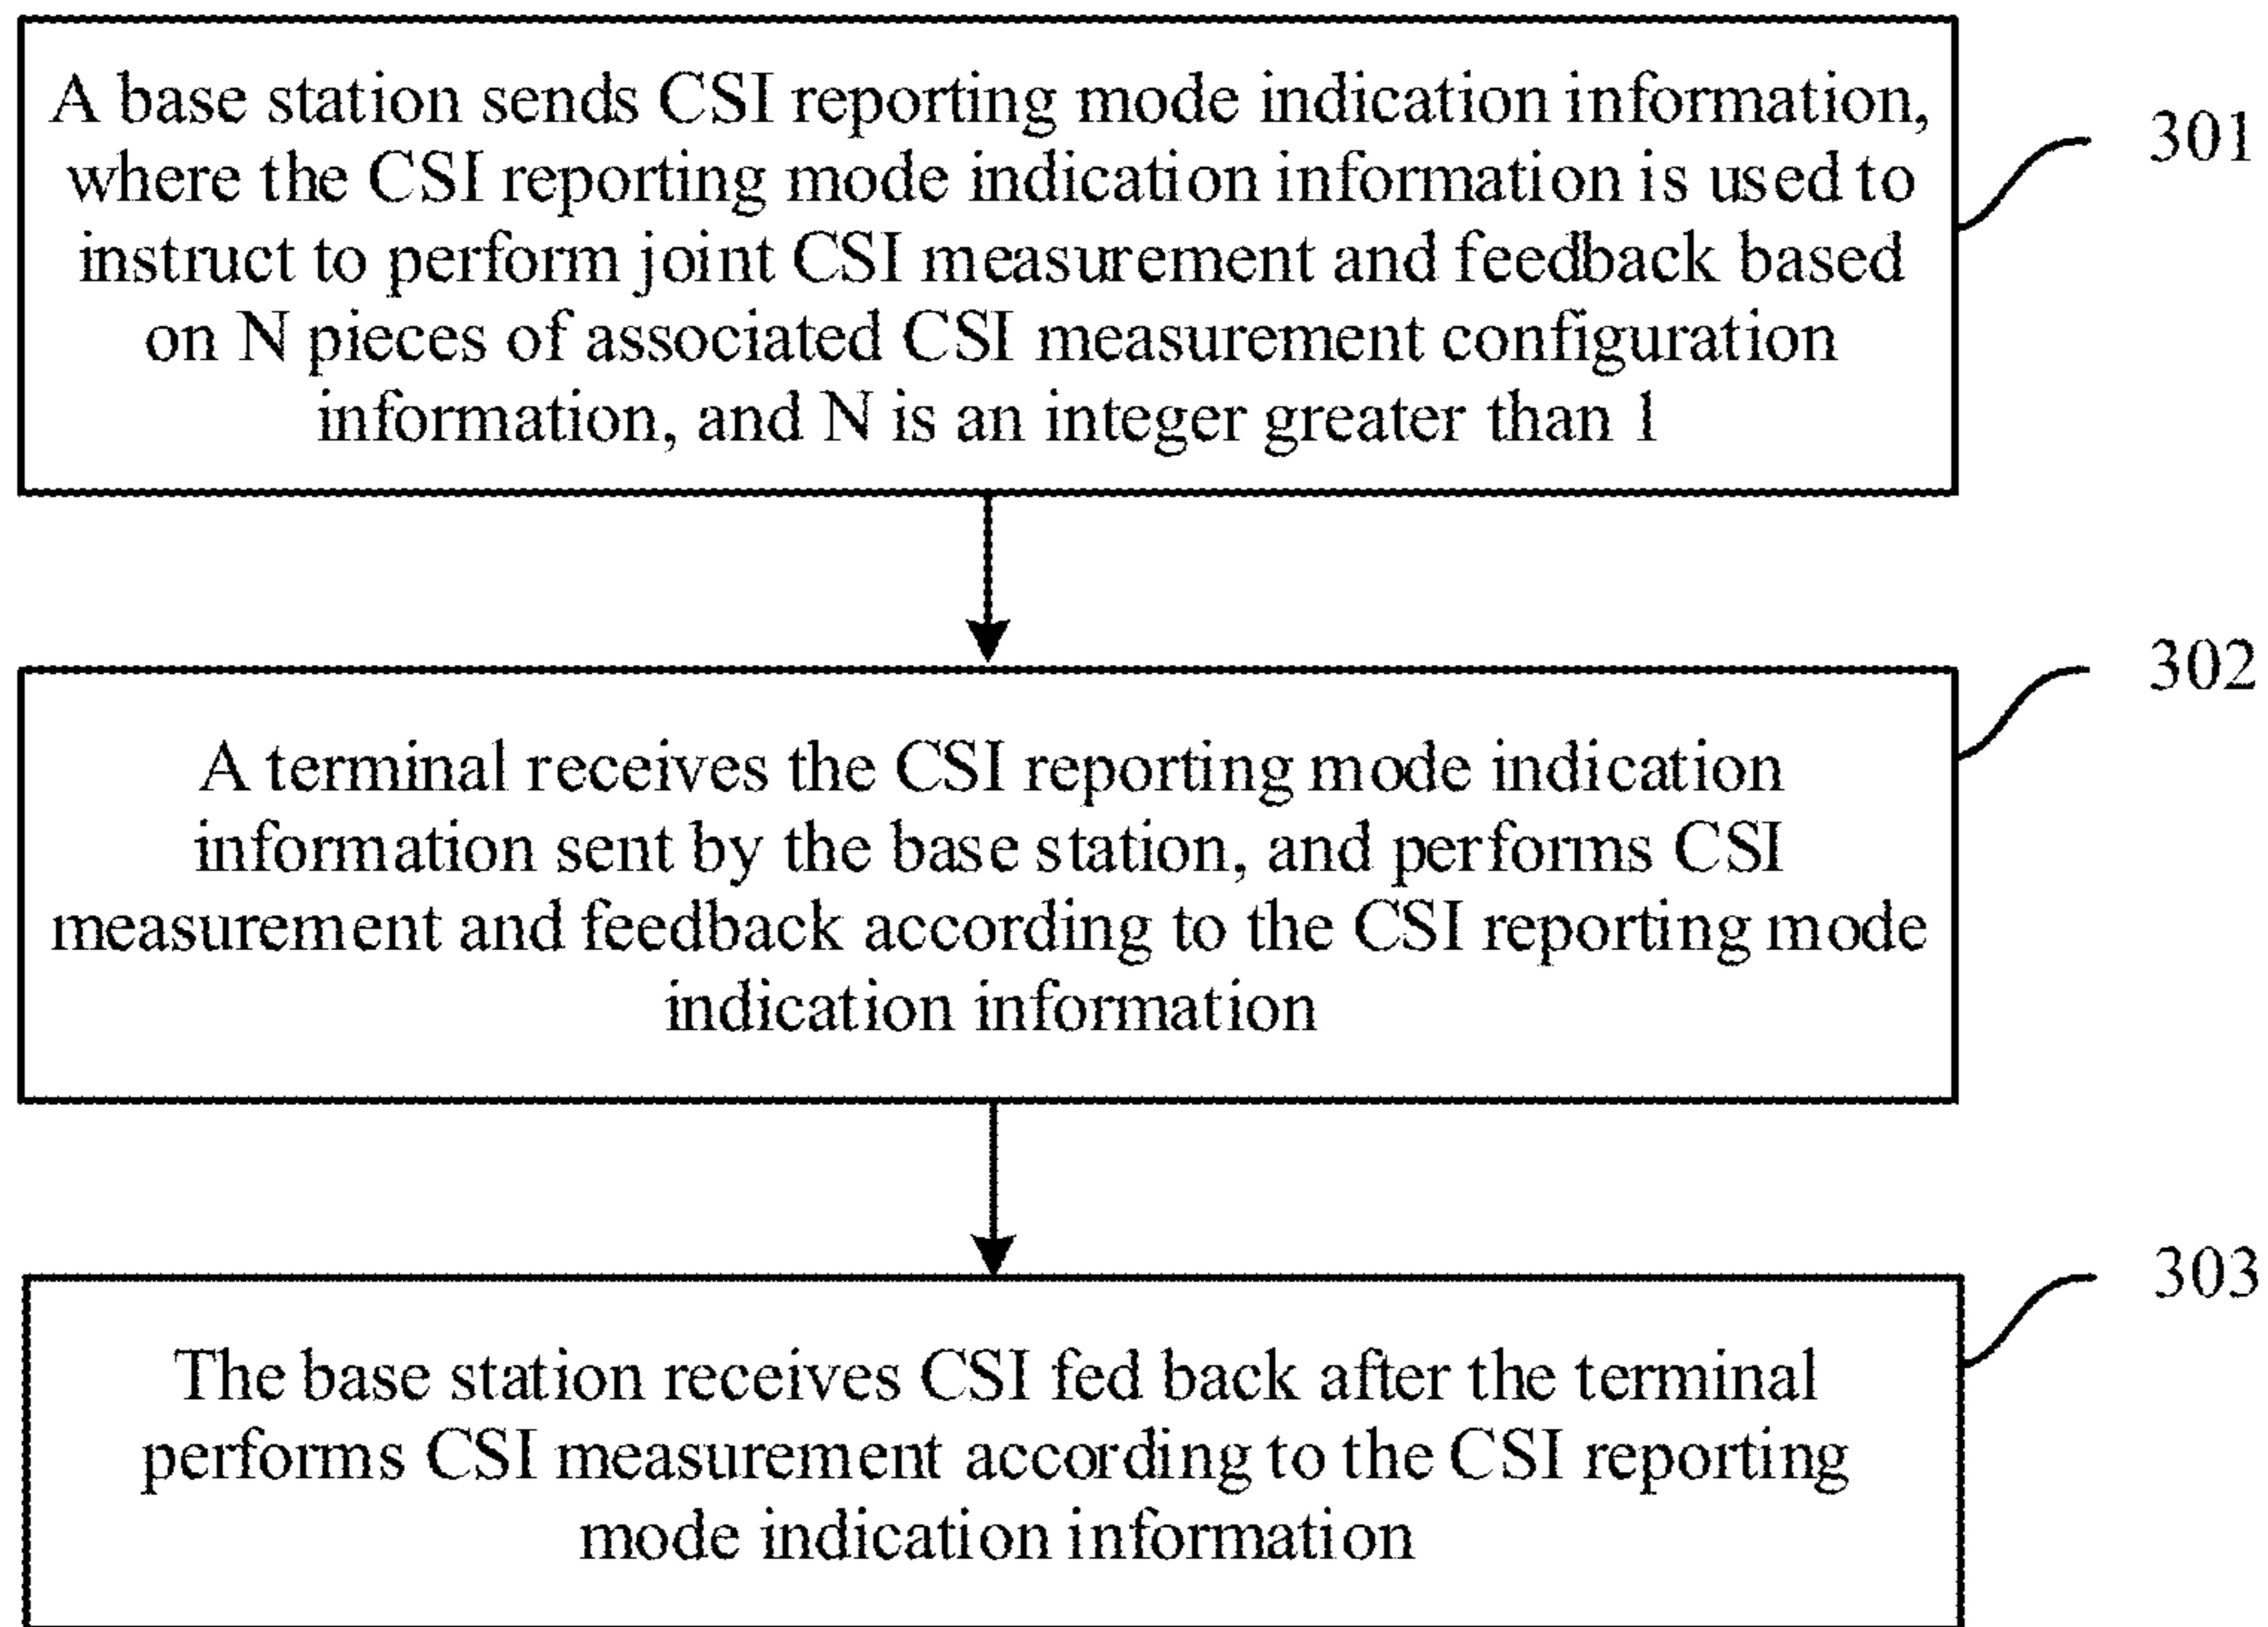 A base station sends CSI reporting mode indication information,
where the CSI reporting mode indication information is used to
instruct to perform joint CSI measurement and feedback based
on N pieces of associated CSI measurement configuration
information, and N is an integer greater than 1
301
A terminal receives the CSI reporting mode indication
information sent by the base station, and performs CSI
measurement and feedback according to the CSI reporting mode
indication information
302
The base station receives CSI fed back after the terminal
performs CSI measurement according to the CSI reporting
mode indication information
303